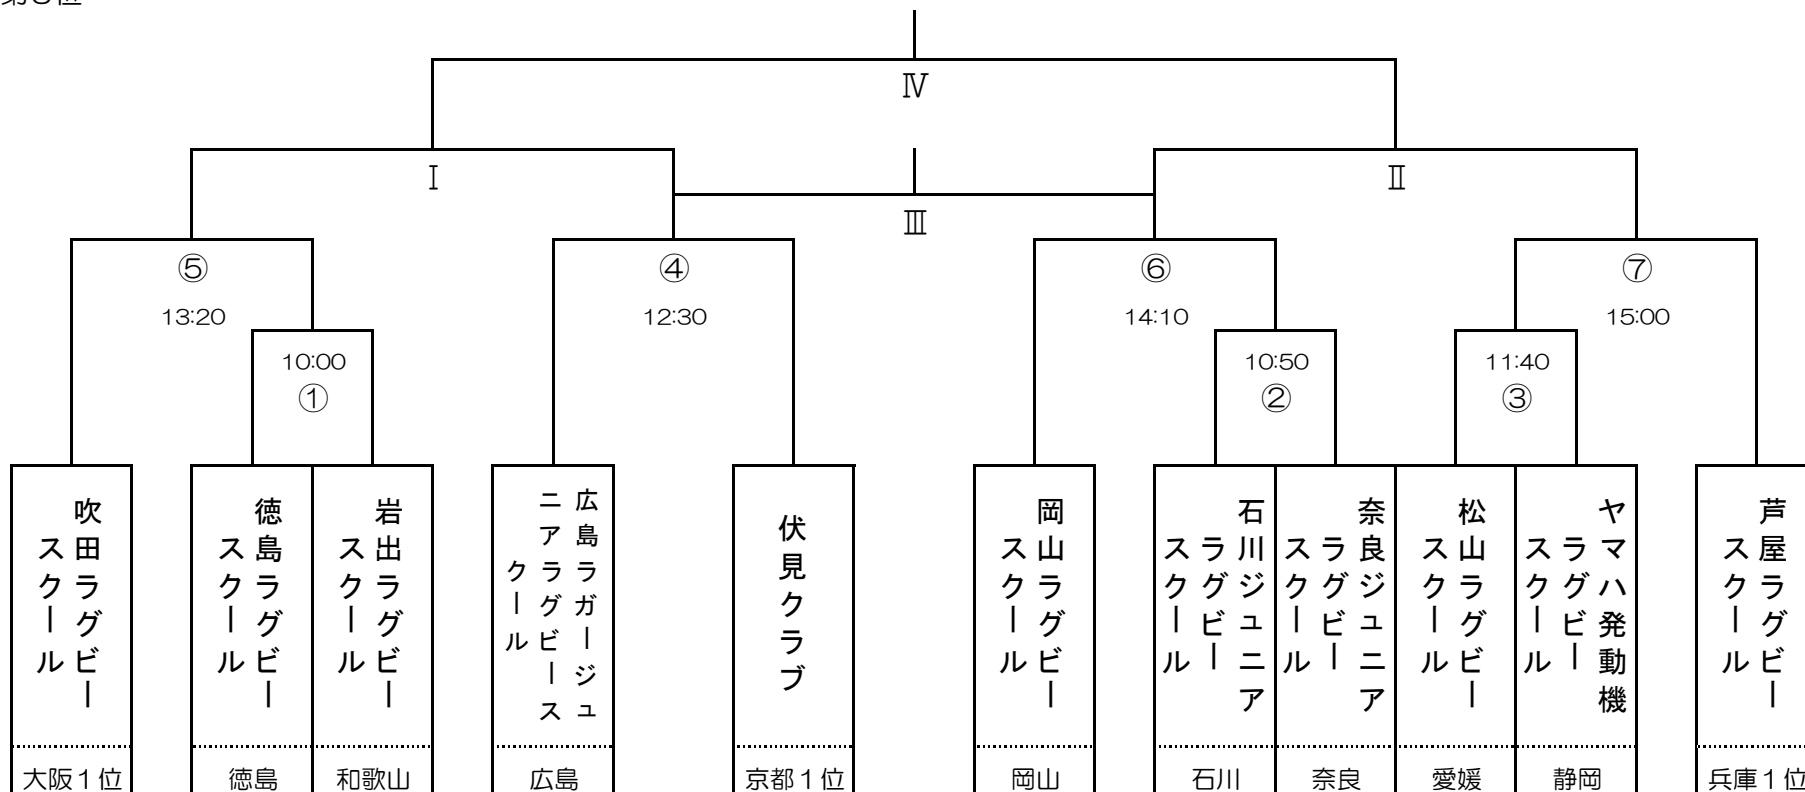 Ⅳ
Ⅰ
Ⅱ
Ⅲ
⑤
④
⑥
⑦
13:20
12:30
14:10
15:00
10:00
10:50
11:40
①
②
③
吹田ラグビー
スクール
徳島ラグビー
スクール
岩出ラグビー
スクール
広島ラガージュ
ニアラグビース
クール
伏見クラブ
岡山ラグビー
スクール
石川ジュニア
ラグビー
スクール
奈良ジュニア
ラグビー
スクール
松山ラグビー
スクール
ヤマハ発動機
ラグビー
スクール
芦屋ラグビー
スクール
大阪1位
徳島
和歌山
広島
京都1位
岡山
石川
奈良
愛媛
静岡
兵庫1位